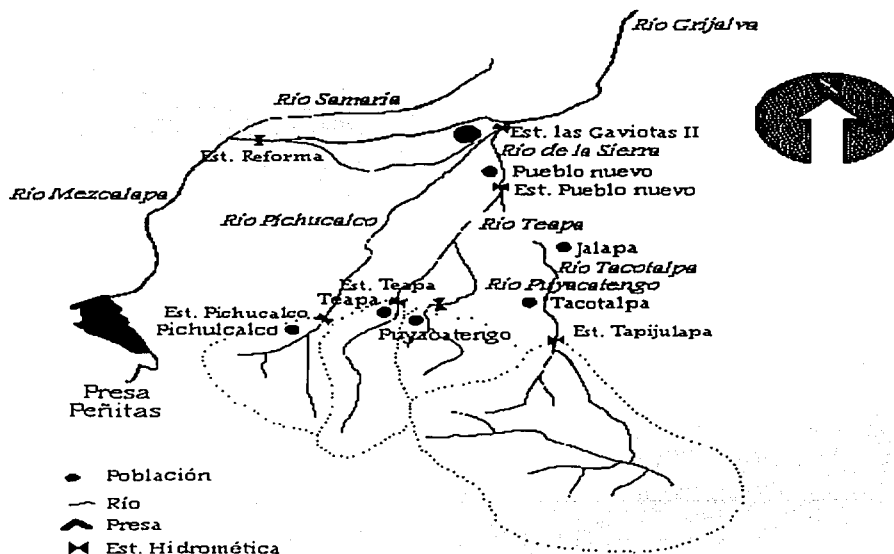 Río Grijalva
Río Samaria
Est. las Gaviotas II
Est. Reforma
Río de la Sierra
Pueblo nuevo
Est. Pueblo nuevo
Río Mezcalapa
Río Pichucalco
Río Teapa
Jalapa
Río Tacotalpa
Est. Teapa
Río Puyacatengo
Teapa
Tacotalpa
Est. Pichucalco
Pichulcalco
Puyacatengo
Est. Tapijulapa
Presa
Peñitas
Población
Río
Presa
Est. Hidromética